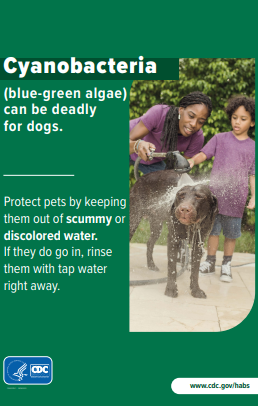 Cyanobacteria
(blue-green algae)
can be deadly
for dogs.
Protect pets by keeping
them out of scummy or
discolored water.
If they do go in, rinse
them with tap water
right away.
CDC
www.cdc.gov/habs